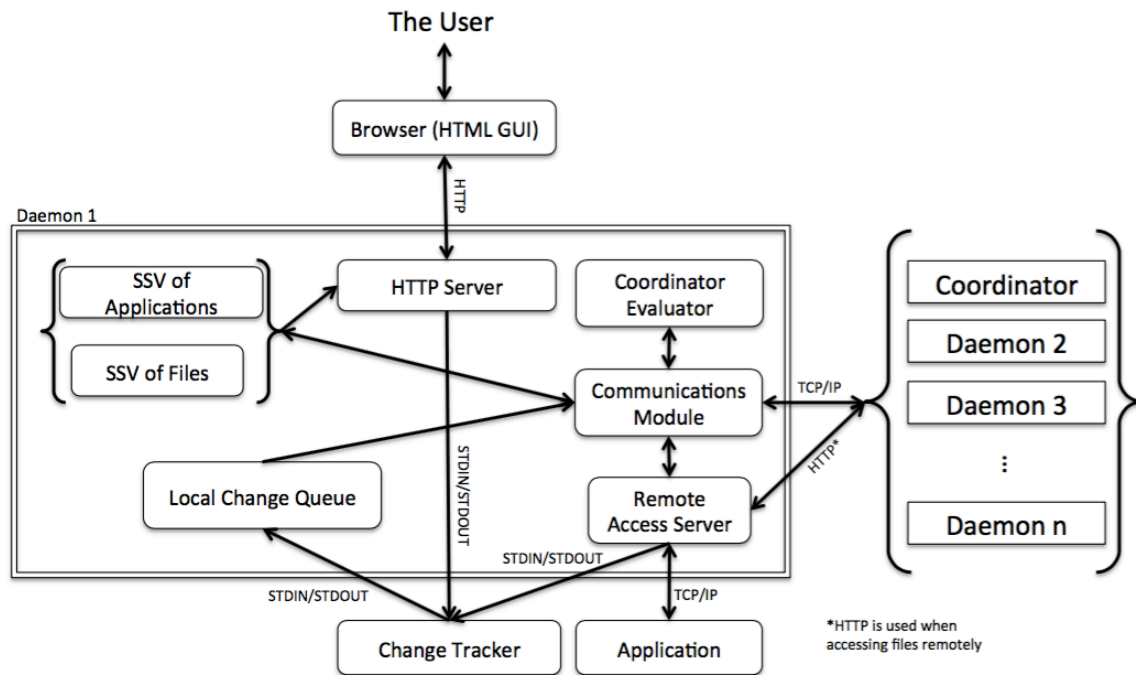 The User
Browser (HTML GUI)
HTTP
Daemon 1
SSV of
Applications
SSV of Files
HTTP Server
Coordinator
Evaluator
Communications
Module
TCP/IP
HTTP*
STDIN/STDOUT
Local Change Queue
Remote
Access Server
STDIN/STDOUT
STDIN/STDOUT
TCP/IP
Change Tracker
Application
Coordinator
Daemon 2
Daemon 3
...
Daemon n
*HTTP is used when
accessing files remotely